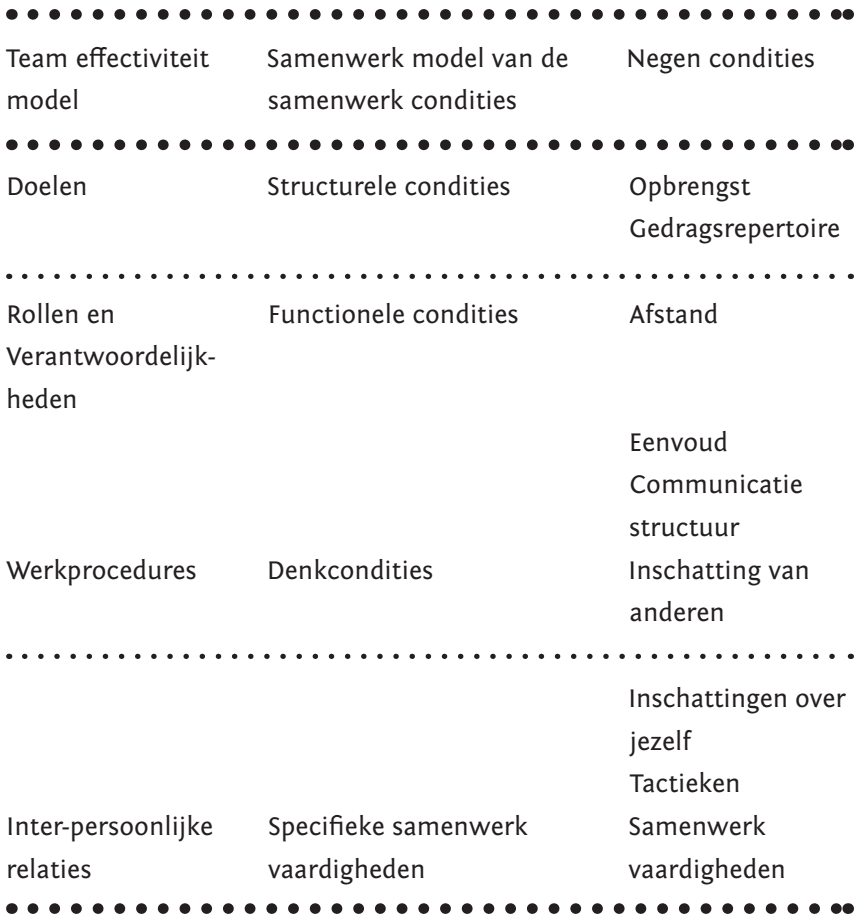 Team effectiviteit Samenwerk model van de Negen condities
model samenwerk condities
Doelen Structurele condities Opbrengst
Gedragsrepertoire
Rollen en Functionele condities Afstand
Verantwoordelijk-
heden
Eenvoud
Communicatie
structuur
Werkprocedures Denkcondities Inschatting van
anderen
Inschattingen over
jezelf
Tactieken
Inter-persoonlijke Specifieke samenwerk Samenwerk
relaties vaardigheden vaardigheden